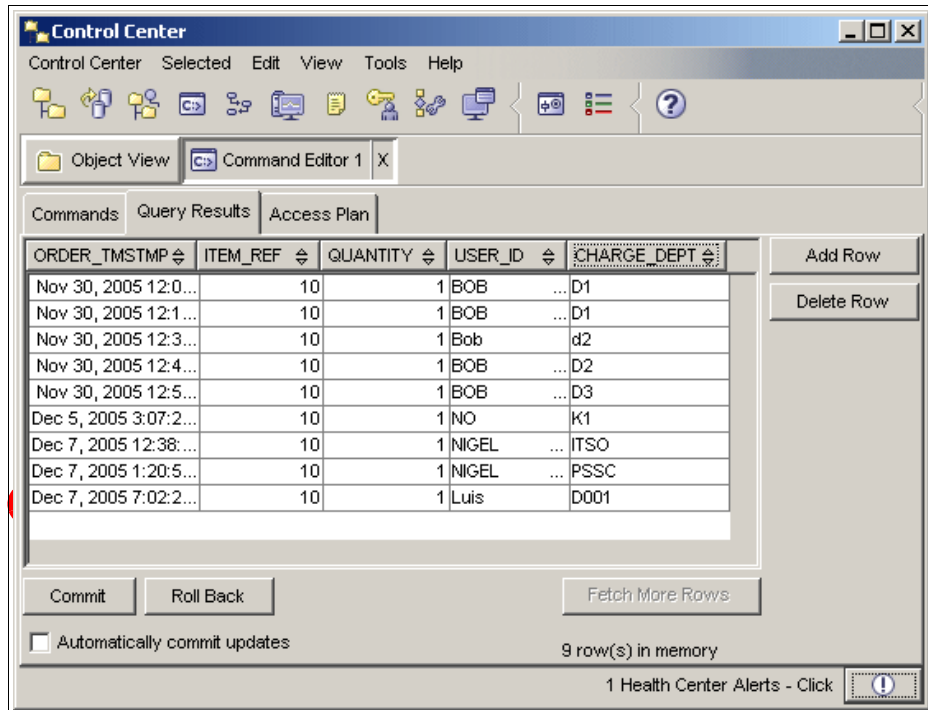 Control Center
Control Center Selected Edit View Tools Help
Object View Command Editor 1 X
Commands Query Results Access Plan
ORDER_TMSTMP ITEM_REF QUANTITY USER_ID CHARGE_DEPT Add Row
Nov 30, 2005 12:0... 10 1 BOB ... D1
Delete Row
Nov 30, 2005 12:1... 10 1 BOB ... D1
Nov 30, 2005 12:3... 10 1 Bob d2
Nov 30, 2005 12:4... 10 1 BOB ... D2
Nov 30, 2005 12:5... 10 1 BOB ... D3
Dec 5, 2005 3:07:2... 10 1 NO K1
Dec 7, 2005 12:38:... 10 1 NIGEL ... ITSO
Dec 7, 2005 1:20:5... 10 1 NIGEL ... PSSC
Dec 7, 2005 7:02:2... 10 1 Luis D001
Commit Roll Back Fetch More Rows
Automatically commit updates
9 row(s) in memory
1 Health Center Alerts - Click